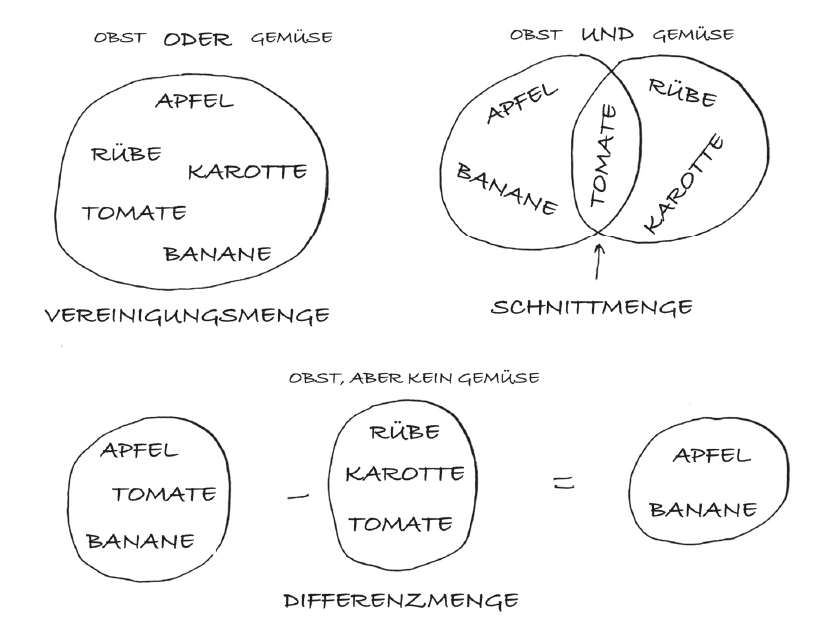 OBST ODER GEMÜSE
APFEL
RÜBE
KAROTTE
TOMATE
BANANE
VEREINIGUNGSMENGE
OBST UND GEMÜSE
APFEL
RÜBE
TOMATE
BANANE
KAROTTE
SCHNITTMENGE
OBST, ABER KEIN GEMÜSE
APFEL
TOMATE
BANANE
–
RÜBE
KAROTTE
TOMATE
=
APFEL
BANANE
DIFFERENZMENGE